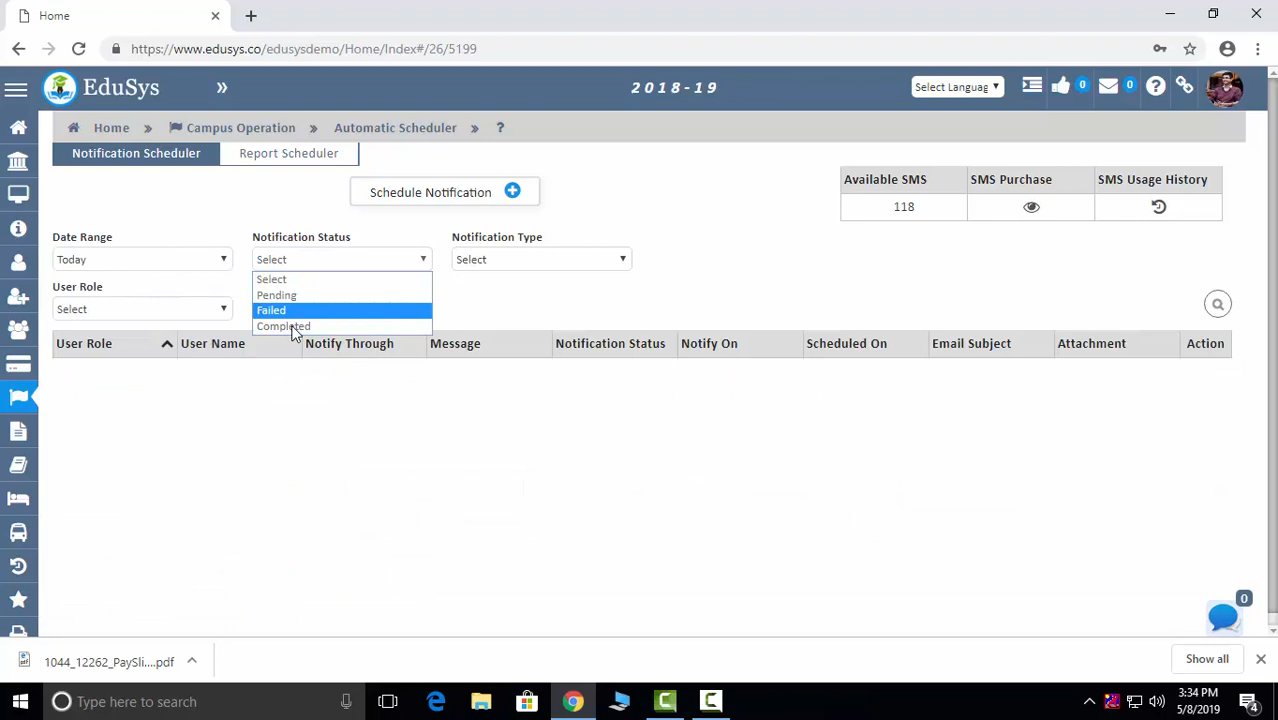 Home
https://www.edusys.co/edusysdemo/Home/Index#/26/5199
EduSys » 2018-19 Select Languag 0 0
Home » Campus Operation » Automatic Scheduler » ?
Notification Scheduler Report Scheduler
Schedule Notification
Available SMS SMS Purchase SMS Usage History
118
Date Range Notification Status Notification Type
Today Select Select
Select
User Role
Pending
Select
Failed
Completed
User Role User Name Notify Through Message Notification Status Notify On Scheduled On Email Subject Attachment Action
0
1044_12262_PaySli....pdf Show all
Type here to search
3:34 PM
5/8/2019
4